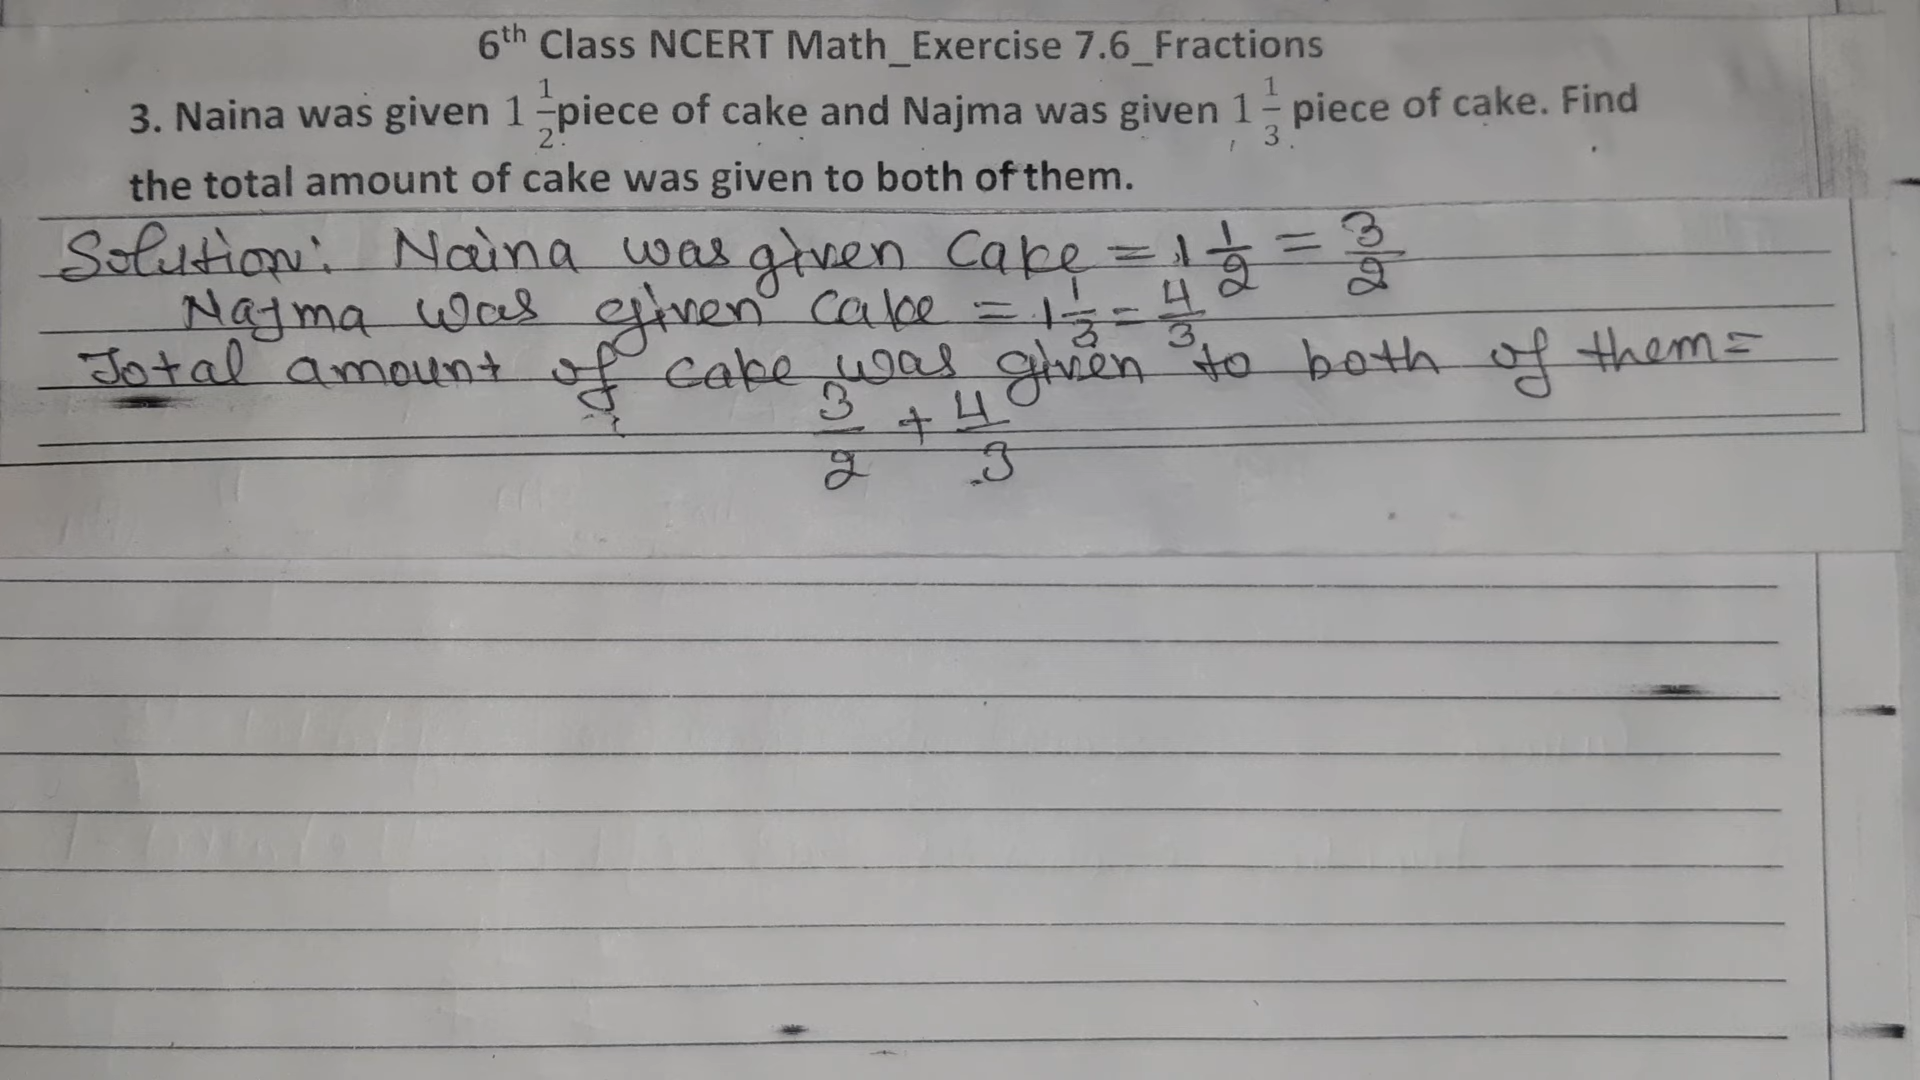 6th Class NCERT Math_Exercise 7.6_Fractions
3. Naina was given 1 1/2 piece of cake and Najma was given 1 1/3 piece of cake. Find
the total amount of cake was given to both of them.
Solution: Naina was given Cake = 1 1/2 = 3/2
Najma was given cake = 1 1/3 = 4/3
Total amount of cake was given to both of them =
3/2 + 4/3